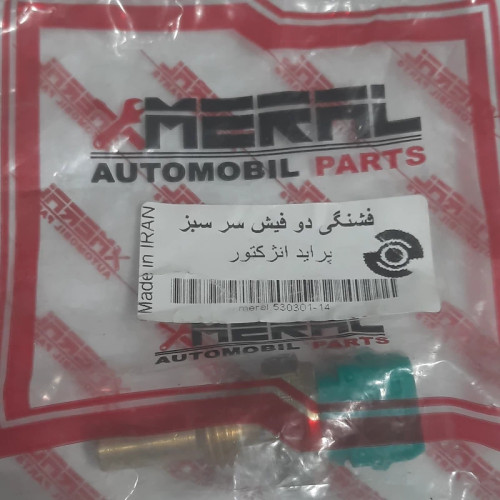 MERAL
AUTOMOBIL PARTS
Made in IRAN
فشنگی دو فیش سر سبز
پراید انژکتور
meral 530301-14
MERAL
AUTOMOBIL PARTS